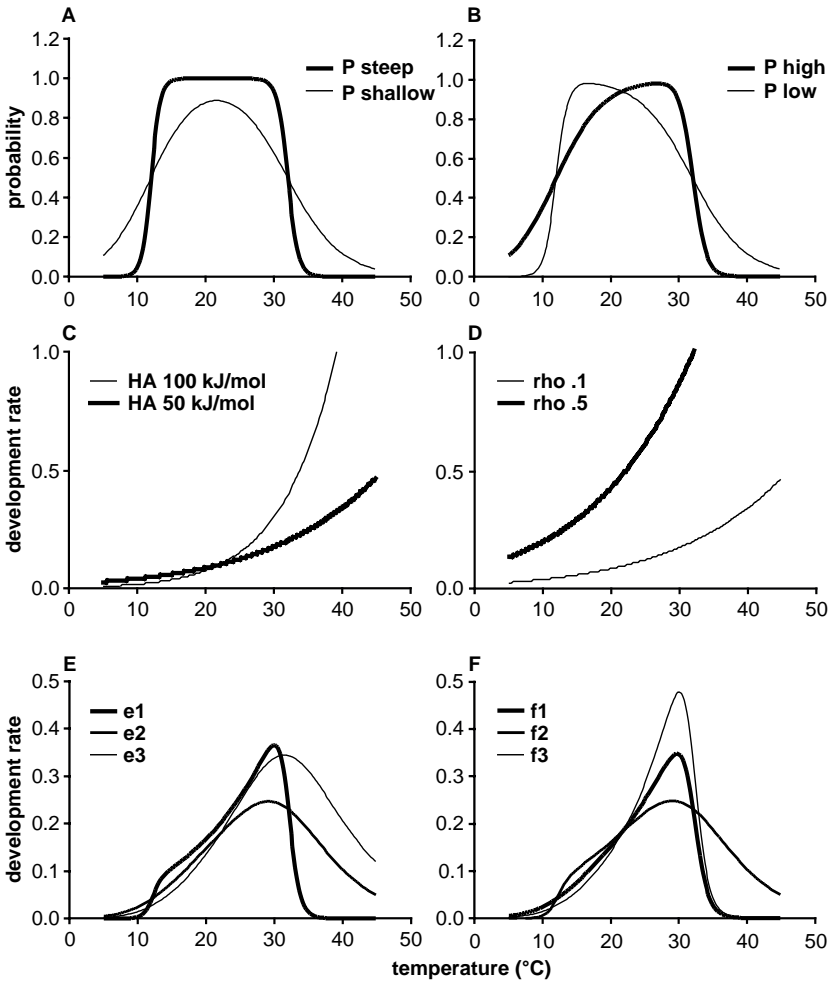 A
B
1.2
1.0
0.8
0.6
0.4
0.2
0.0
probability
P steep
P shallow
0 10 20 30 40 50
1.2
1.0
0.8
0.6
0.4
0.2
0.0
P high
P low
0 10 20 30 40 50
C
D
1.0
0.5
0.0
development rate
HA 100 kJ/mol
HA 50 kJ/mol
0 10 20 30 40 50
1.0
0.5
0.0
rho .1
rho .5
0 10 20 30 40 50
E
F
0.5
0.4
0.3
0.2
0.1
0.0
development rate
e1
e2
e3
0 10 20 30 40 50
0.5
0.4
0.3
0.2
0.1
0.0
f1
f2
f3
0 10 20 30 40 50
temperature (°C)